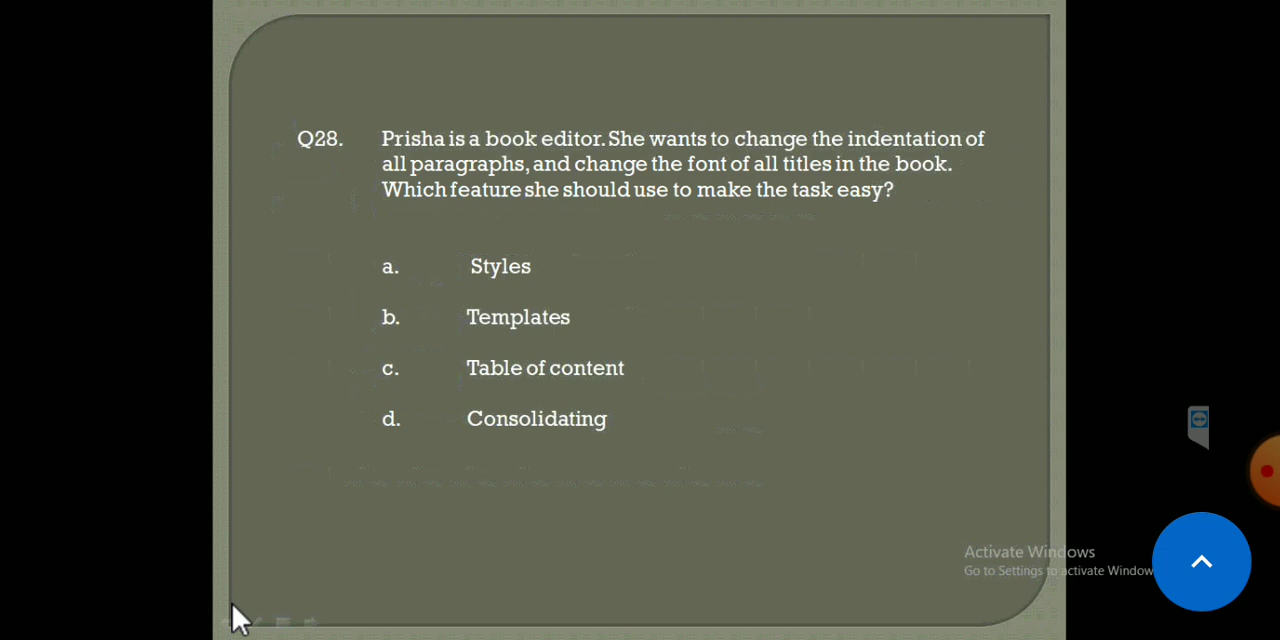 Q28. Prisha is a book editor. She wants to change the indentation of
all paragraphs, and change the font of all titles in the book.
Which feature she should use to make the task easy?
a. Styles
b. Templates
c. Table of content
d. Consolidating
Activate Windows
Go to Settings to activate Window